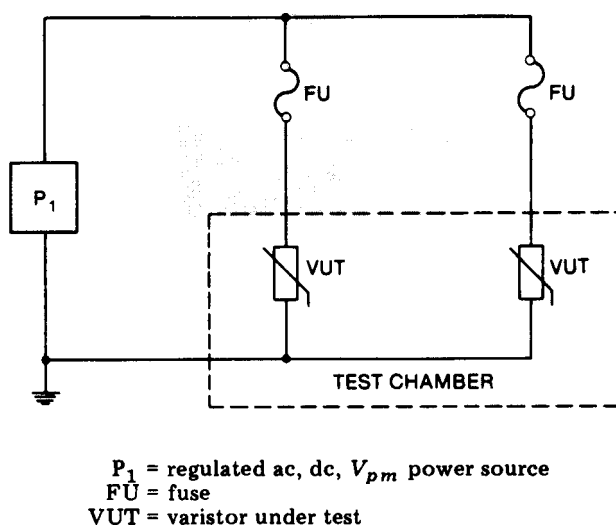 FU
FU
P₁
VUT
VUT
TEST CHAMBER
P₁ = regulated ac, dc, Vₚₘ power source
FU = fuse
VUT = varistor under test